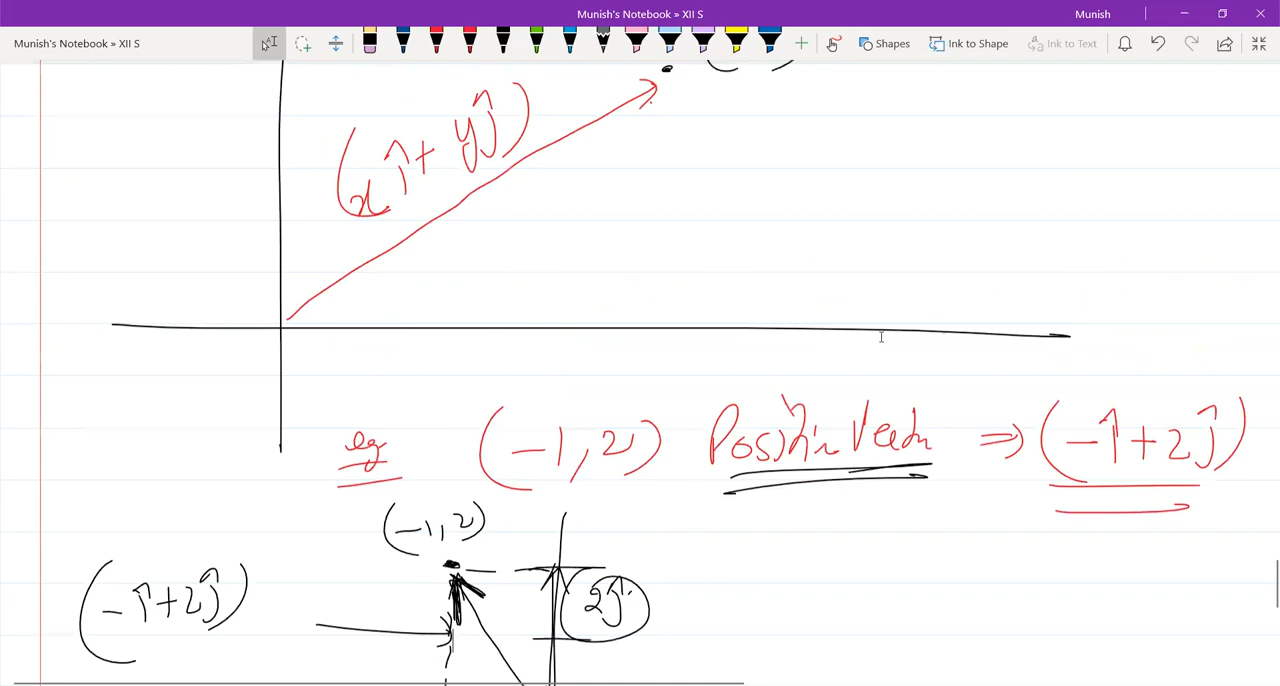 Munish's Notebook » XII S
Munish
Munish's Notebook » XII S
Shapes
Ink to Shape
Ink to Text
(xî + yĵ)
eg (-1, 2) Position Vector ⇒ (-î + 2ĵ)
(-1, 2)
(-î + 2ĵ)
2ĵ